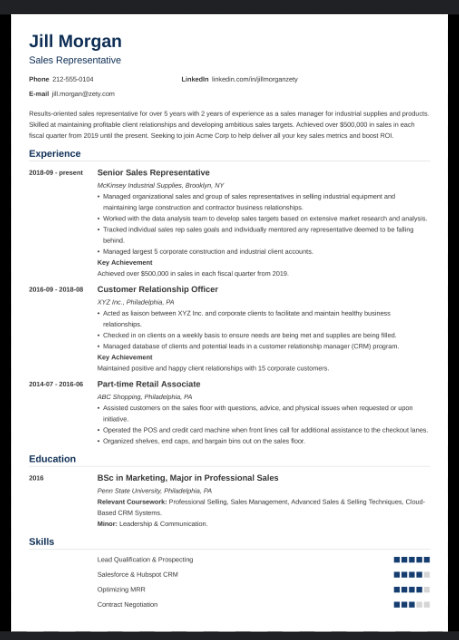 Jill Morgan
Sales Representative
Phone 212-555-0104 LinkedIn linkedin.com/in/jillmorganzety
E-mail jill.morgan@zety.com
Results-oriented sales representative for over 5 years with 2 years of experience as a sales manager for industrial supplies and products.
Skilled at maintaining profitable client relationships and developing ambitious sales targets. Achieved over $500,000 in sales in each
fiscal quarter from 2019 until the present. Seeking to join Acme Corp to help deliver all your key sales metrics and boost ROI.
Experience
2018-09 - present Senior Sales Representative
McKinsey Industrial Supplies, Brooklyn, NY
• Managed organizational sales and group of sales representatives in selling industrial equipment and
maintaining large construction and contractor business relationships.
• Worked with the data analysis team to develop sales targets based on extensive market research and analysis.
• Tracked individual sales rep sales goals and individually mentored any representative deemed to be falling
behind.
• Managed largest 5 corporate construction and industrial client accounts.
Key Achievement
Achieved over $500,000 in sales in each fiscal quarter from 2019.
2016-09 - 2018-08 Customer Relationship Officer
XYZ Inc., Philadelphia, PA
• Acted as liaison between XYZ Inc. and corporate clients to facilitate and maintain healthy business
relationships.
• Checked in on clients on a weekly basis to ensure needs are being met and supplies are being filled.
• Managed database of clients and potential leads in a customer relationship manager (CRM) program.
Key Achievement
Maintained positive and happy client relationships with 15 corporate customers.
2014-07 - 2016-06 Part-time Retail Associate
ABC Shopping, Philadelphia, PA
• Assisted customers on the sales floor with questions, advice, and physical issues when requested or upon
initiative.
• Operated the POS and credit card machine when front lines call for additional assistance to the checkout lanes.
• Organized shelves, end caps, and bargain bins out on the sales floor.
Education
2016 BSc in Marketing, Major in Professional Sales
Penn State University, Philadelphia, PA
Relevant Coursework: Professional Selling, Sales Management, Advanced Sales & Selling Techniques, Cloud-
Based CRM Systems.
Minor: Leadership & Communication.
Skills
Lead Qualification & Prospecting
Salesforce & Hubspot CRM
Optimizing MRR
Contract Negotiation